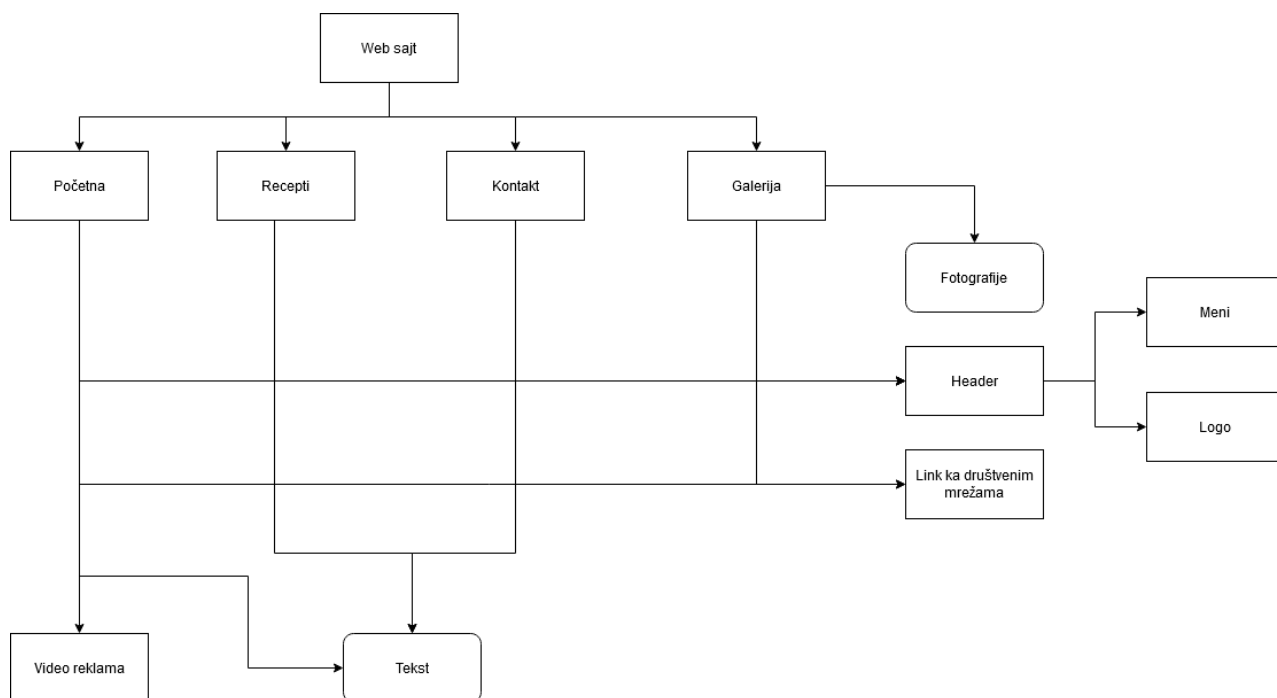 Web sajt
Početna
Recepti
Kontakt
Galerija
Fotografije
Meni
Header
Logo
Link ka društvenim
mrežama
Video reklama
Tekst